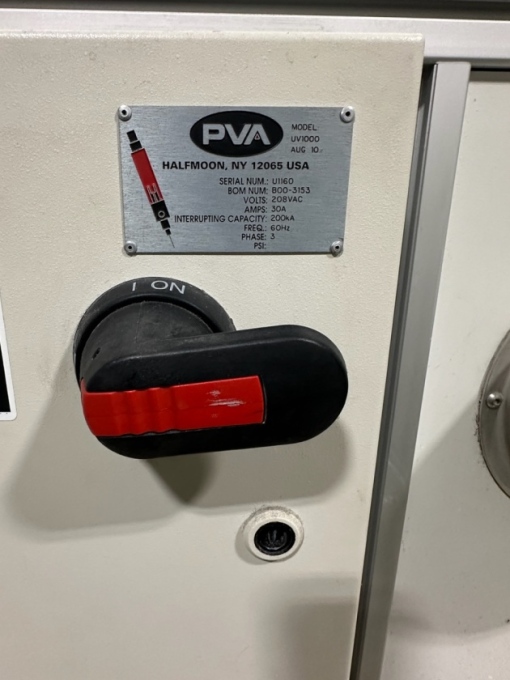 PVA
MODEL:
UV1000
AUG 10
HALFMOON, NY 12065 USA
SERIAL NUM.: U1160
BOM NUM: B00-3153
VOLTS: 208VAC
AMPS: 30A
INTERRUPTING CAPACITY: 200kA
FREQ.: 60Hz
PHASE: 3
PSI:
I ON